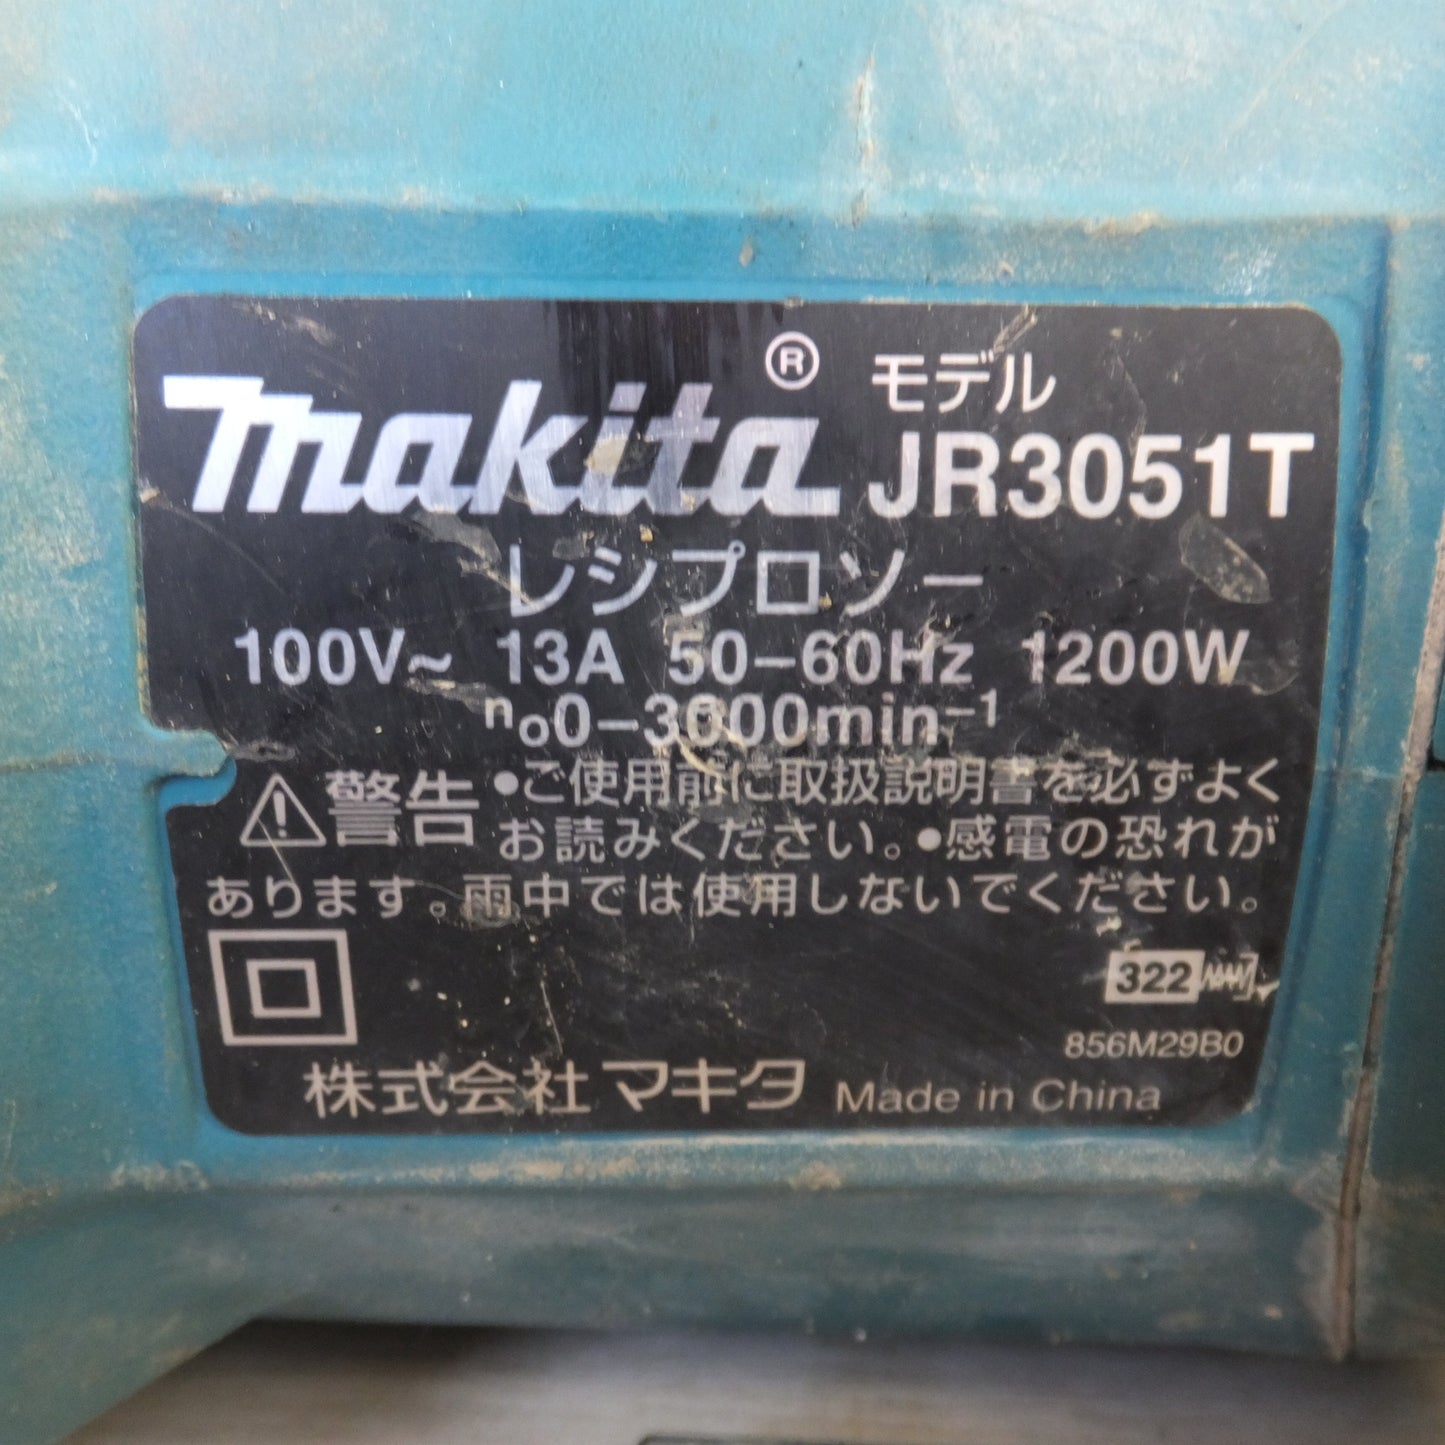 makita® モデル
JR3051T
レシプロソー
100V~ 13A 50-60Hz 1200W
no0-3000min-1
警告 •ご使用前に取扱説明書を必ずよく
お読みください。•感電の恐れが
あります。雨中では使用しないでください。
322
856M29B0
株式会社マキタ Made in China